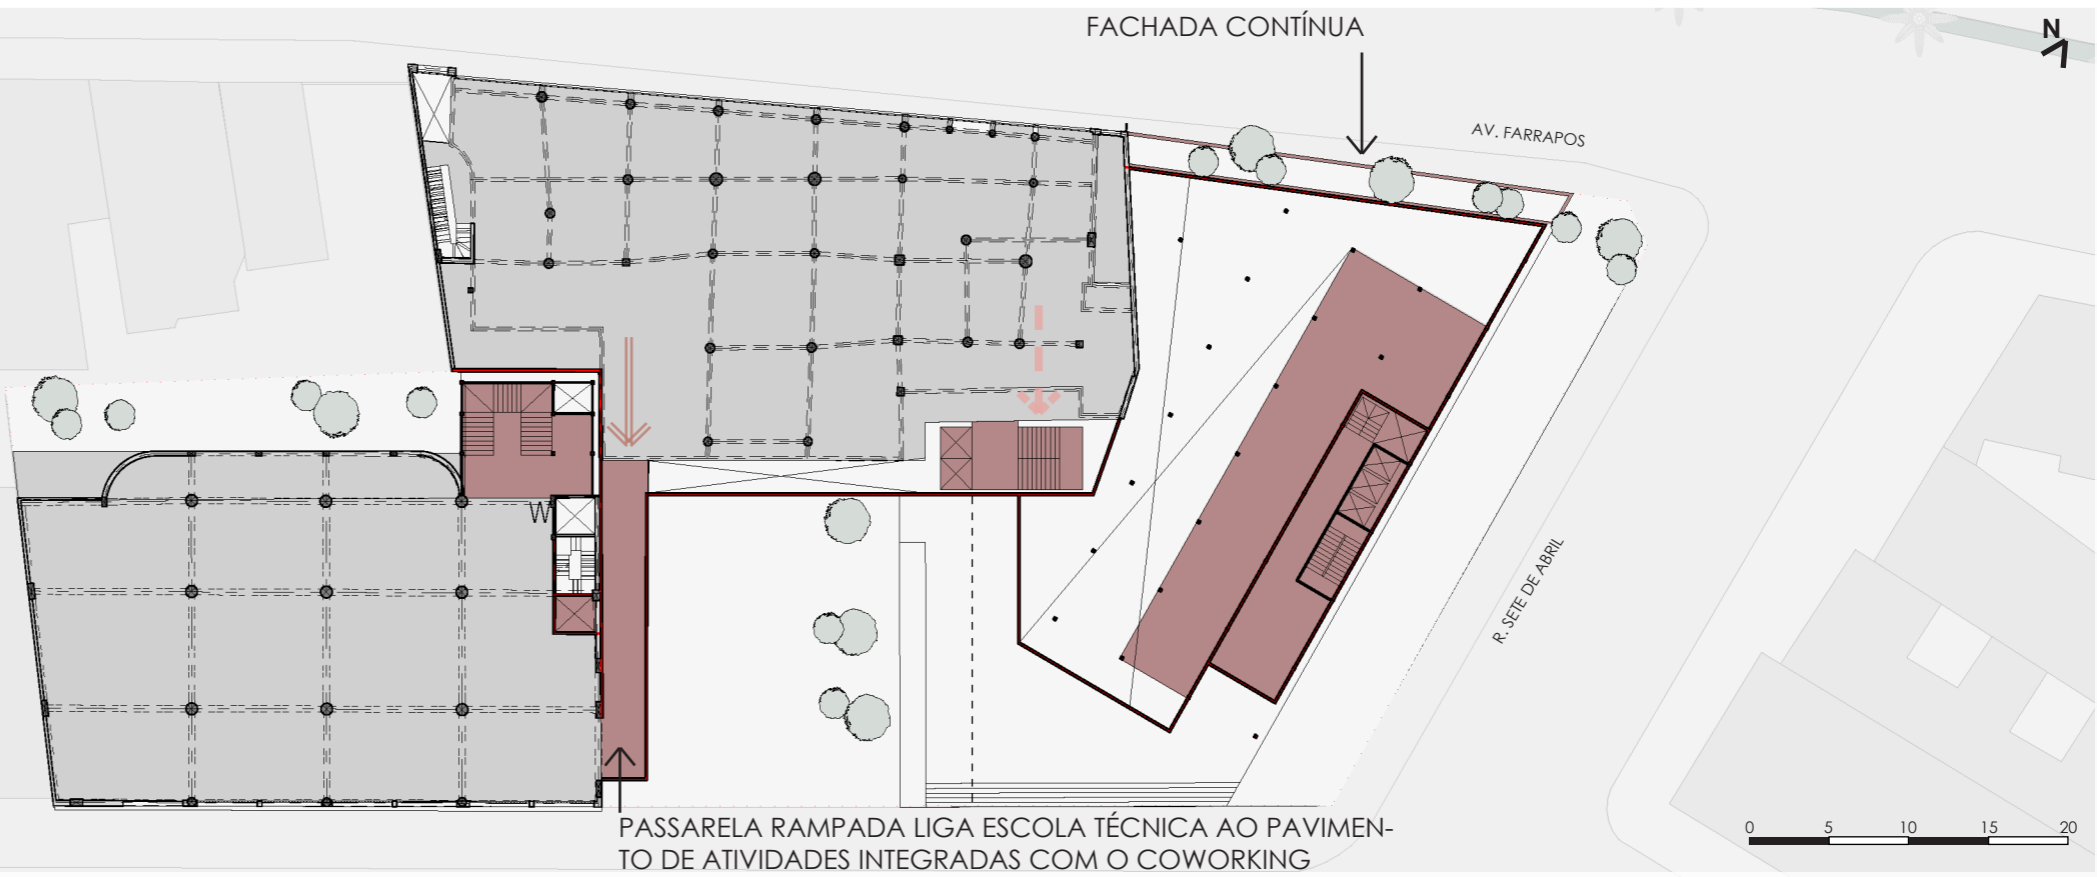 FACHADA CONTÍNUA
N
AV. FARRAPOS
W
R. SETE DE ABRIL
PASSARELA RAMPADA LIGA ESCOLA TÉCNICA AO PAVIMEN-
TO DE ATIVIDADES INTEGRADAS COM O COWORKING
0 5 10 15 20